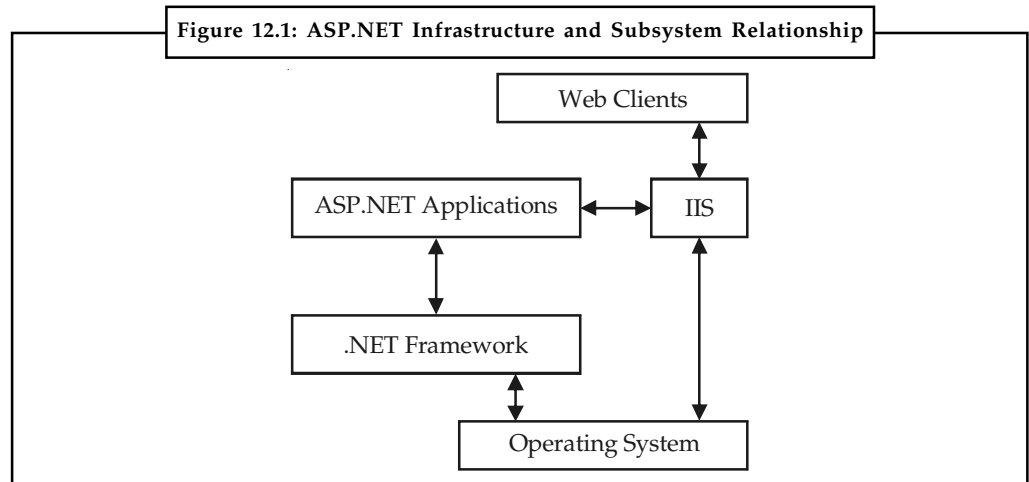 Figure 12.1: ASP.NET Infrastructure and Subsystem Relationship
Web Clients
ASP.NET Applications
IIS
.NET Framework
Operating System